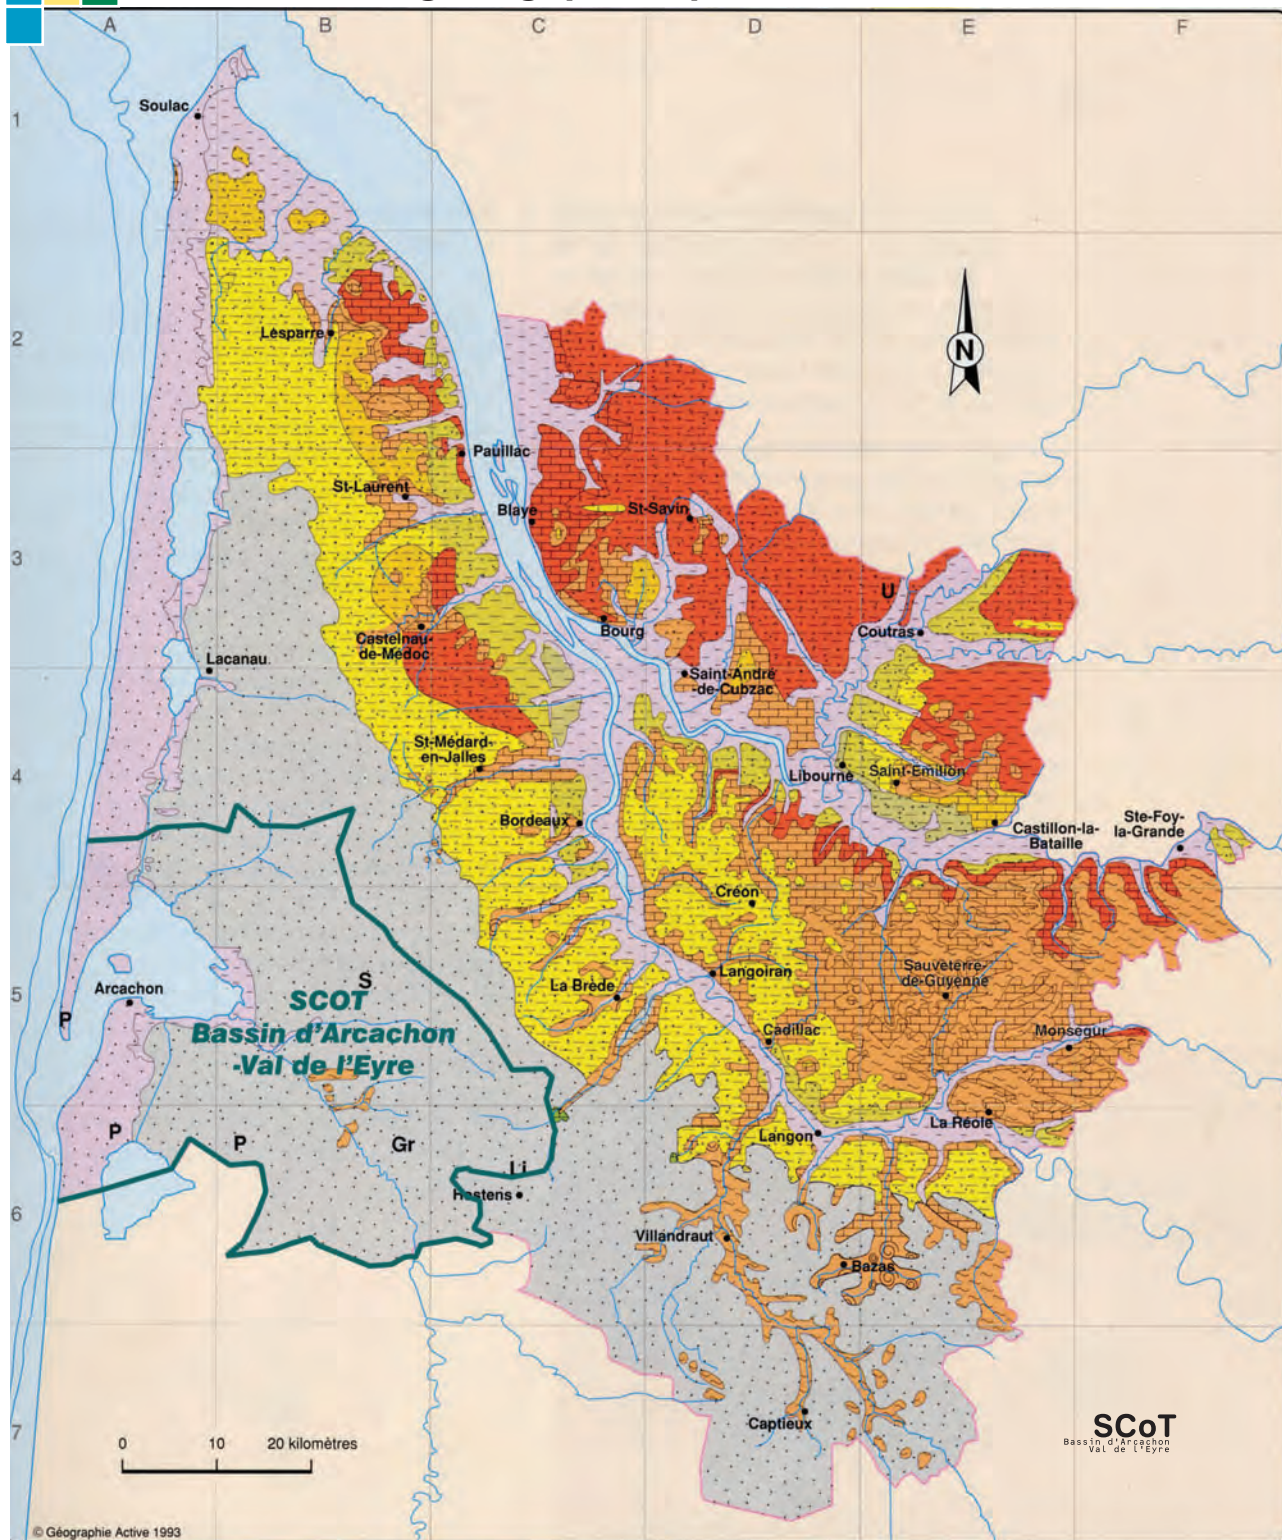 A B C D E F
1
Soulac
2
Lesparre
N
Pauillac
St-Laurent
Blaye
St-Savin
3
U
Bourg
Coutras
Castelnau-
de-Médoc
Lacanau
Saint-André
-de-Cubzac
St-Médard-
en-Jalles
4
Libourne
Saint-Emilion
Bordeaux
Castillon-la-
Bataille
Ste-Foy-
la-Grande
Créon
Langoiran
Sauveterre-
de-Guyenne
S
La Brède
Arcachon
5
P
SCOT
Bassin d'Arcachon
-Val de l'Eyre
Cadillac
Monségur
La Réole
P
P
Gr
Langon
Li
Hostens
6
Villandraut
Bazas
Captieux
7
0 10 20 kilomètres
SCoT
Bassin d'Arcachon
Val de l'Eyre
© Géographie Active 1993